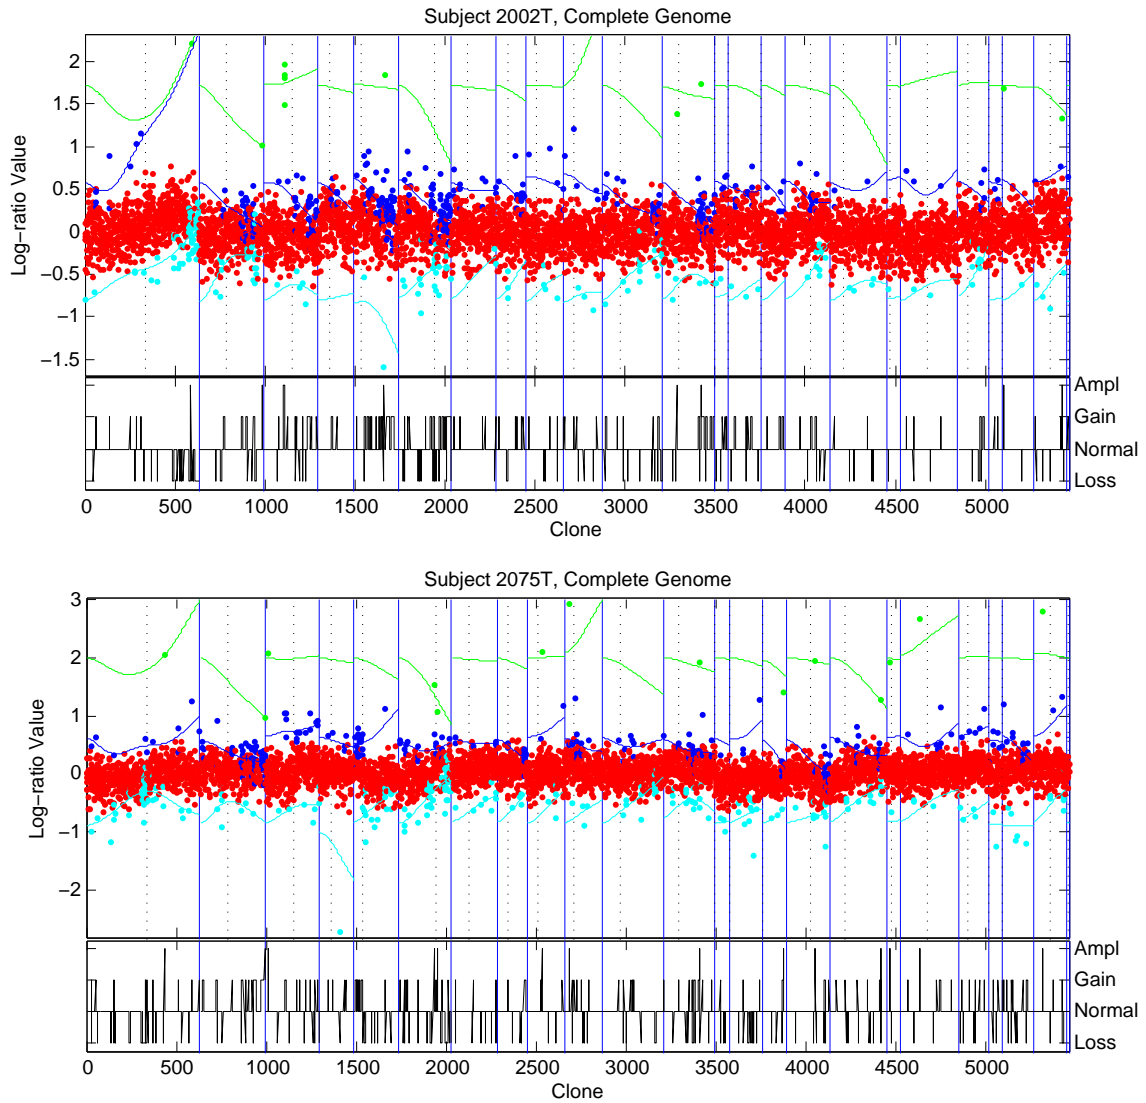 Subject 2002T, Complete Genome
Log−ratio Value
2
1.5
1
0.5
0
−0.5
−1
−1.5
Ampl
Gain
Normal
Loss
0 500 1000 1500 2000 2500 3000 3500 4000 4500 5000
Clone
Subject 2075T, Complete Genome
Log−ratio Value
3
2
1
0
−1
−2
Ampl
Gain
Normal
Loss
0 500 1000 1500 2000 2500 3000 3500 4000 4500 5000
Clone